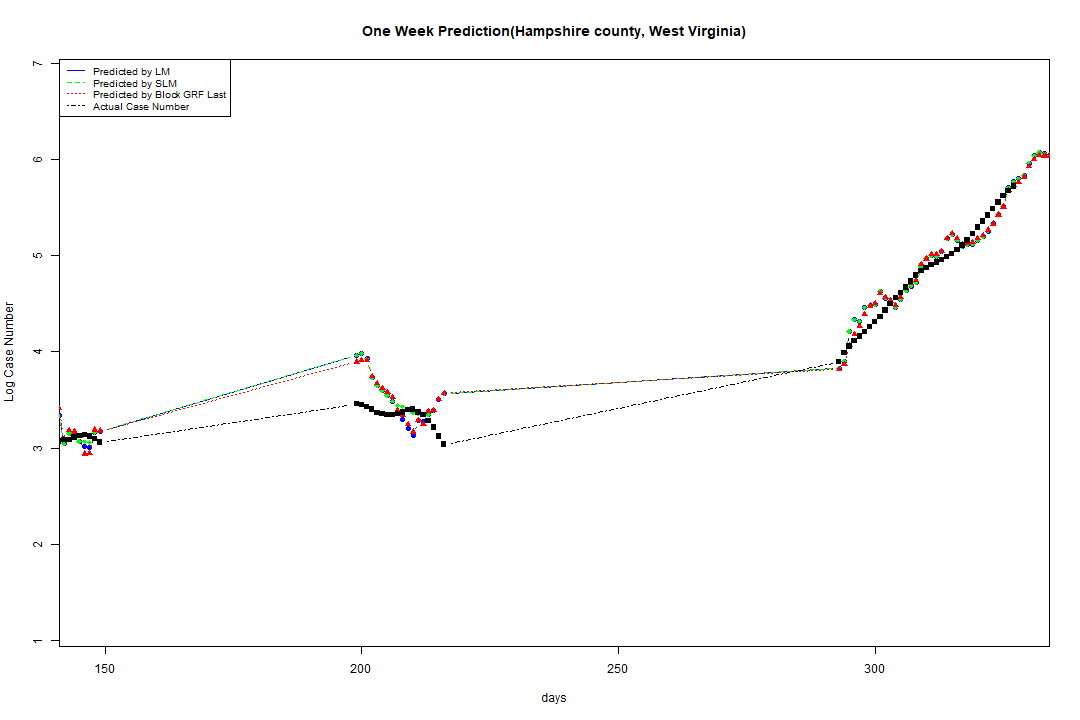 One Week Prediction(Hampshire county, West Virginia)
7
Predicted by LM
Predicted by SLM
Predicted by Block GRF Last
Actual Case Number
6
5
4
3
2
1
Log Case Number
150
200
250
300
days